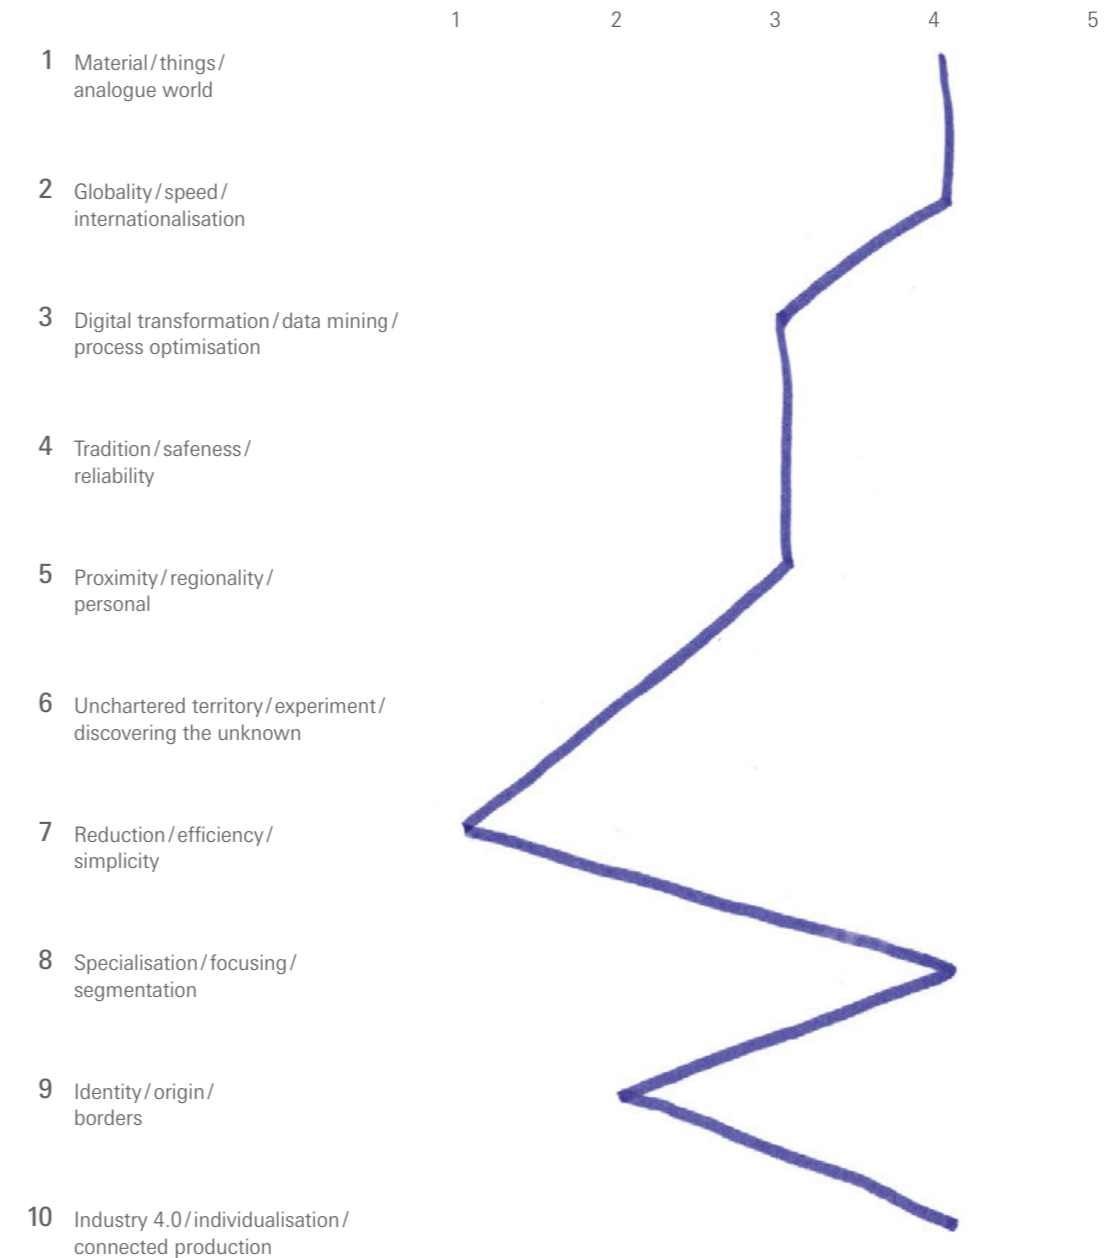 1 2 3 4 5
1 Material/things/
analogue world
2 Globality/speed/
internationalisation
3 Digital transformation/data mining/
process optimisation
4 Tradition/safeness/
reliability
5 Proximity/regionality/
personal
6 Unchartered territory/experiment/
discovering the unknown
7 Reduction/efficiency/
simplicity
8 Specialisation/focusing/
segmentation
9 Identity/origin/
borders
10 Industry 4.0/individualisation/
connected production